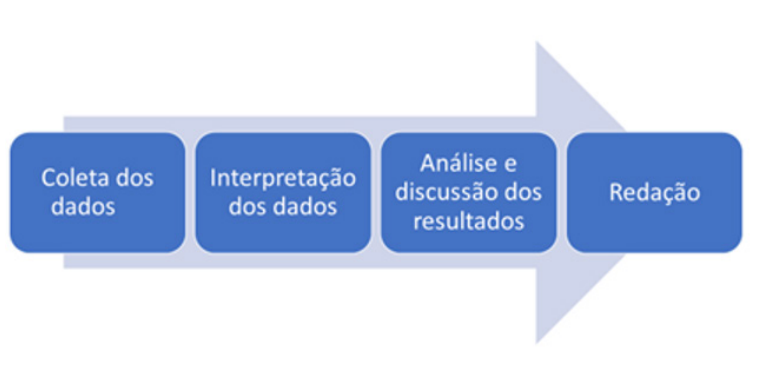 Coleta dos
dados
Interpretação
dos dados
Análise e
discussão dos
resultados
Redação